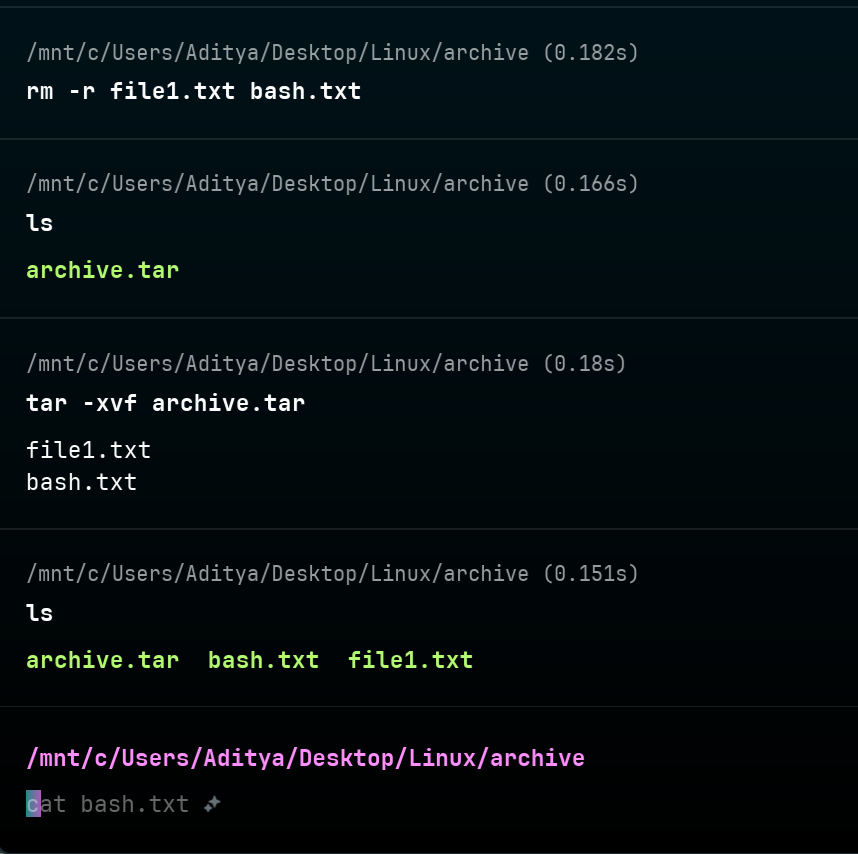 /mnt/c/Users/Aditya/Desktop/Linux/archive (0.182s)
rm -r file1.txt bash.txt
/mnt/c/Users/Aditya/Desktop/Linux/archive (0.166s)
ls
archive.tar
/mnt/c/Users/Aditya/Desktop/Linux/archive (0.18s)
tar -xvf archive.tar
file1.txt
bash.txt
/mnt/c/Users/Aditya/Desktop/Linux/archive (0.151s)
ls
archive.tar  bash.txt  file1.txt
/mnt/c/Users/Aditya/Desktop/Linux/archive
cat bash.txt